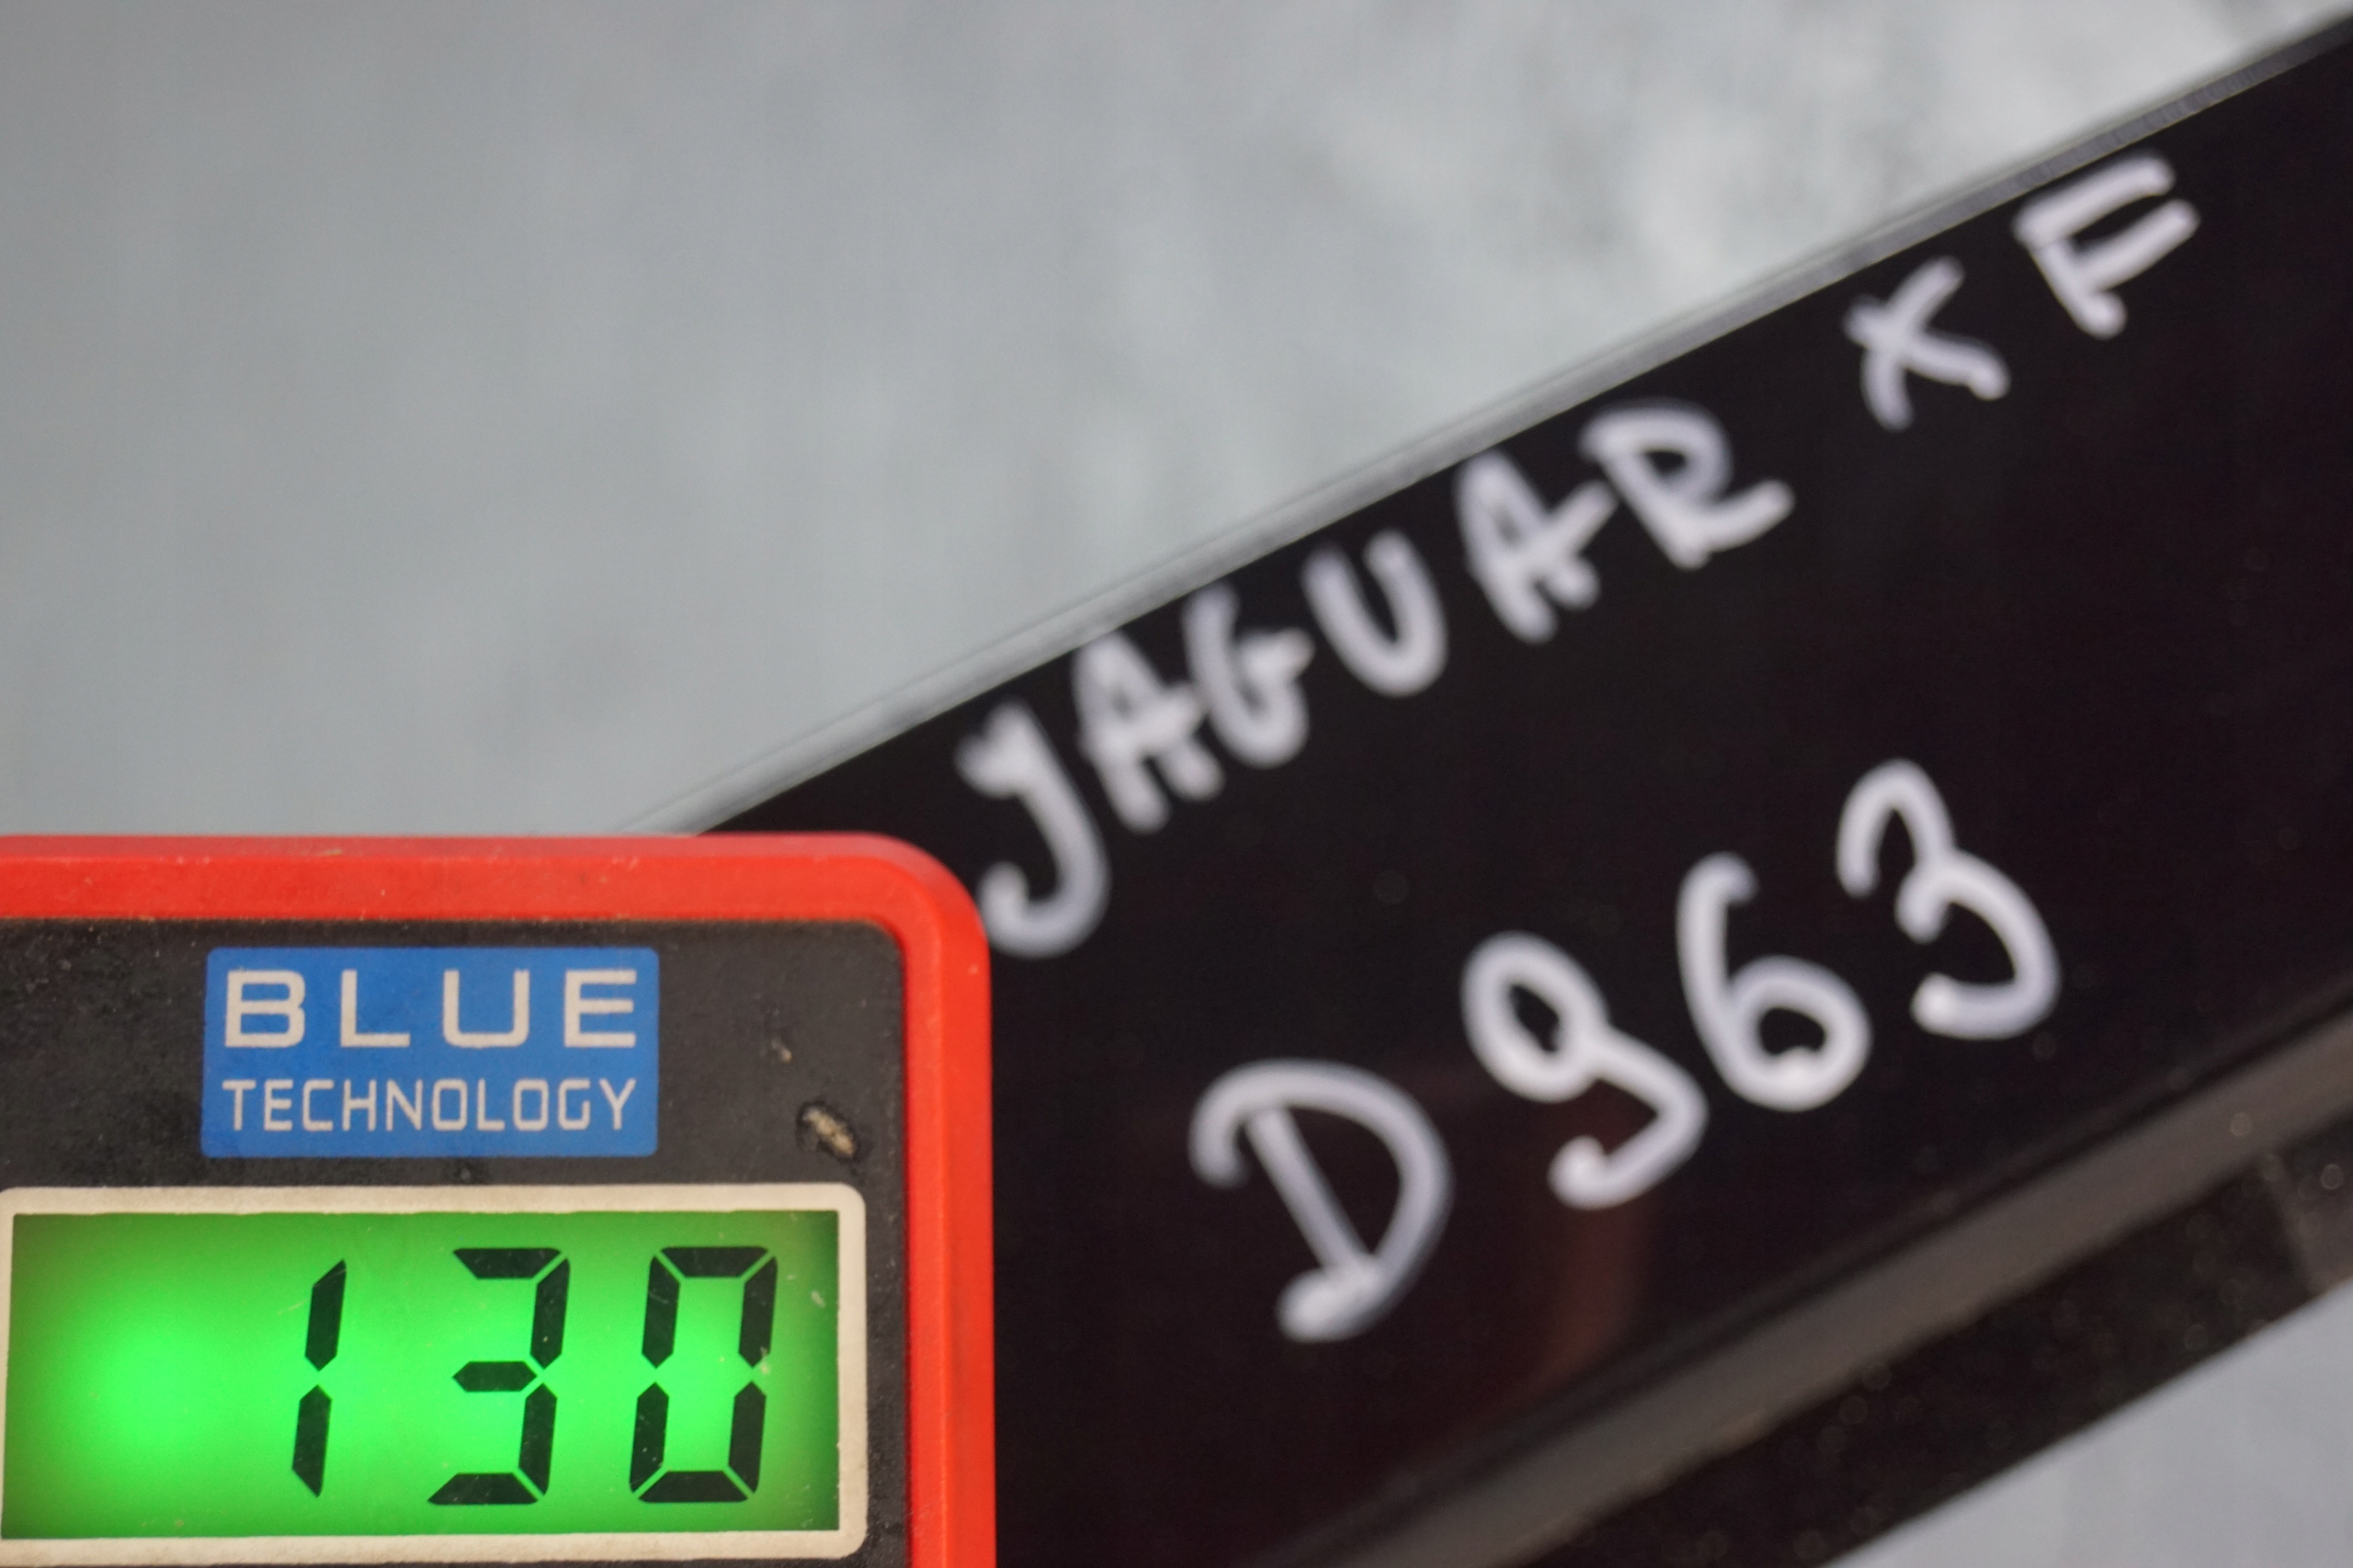 JAGUAR XF
D963
BLUE
TECHNOLOGY
130